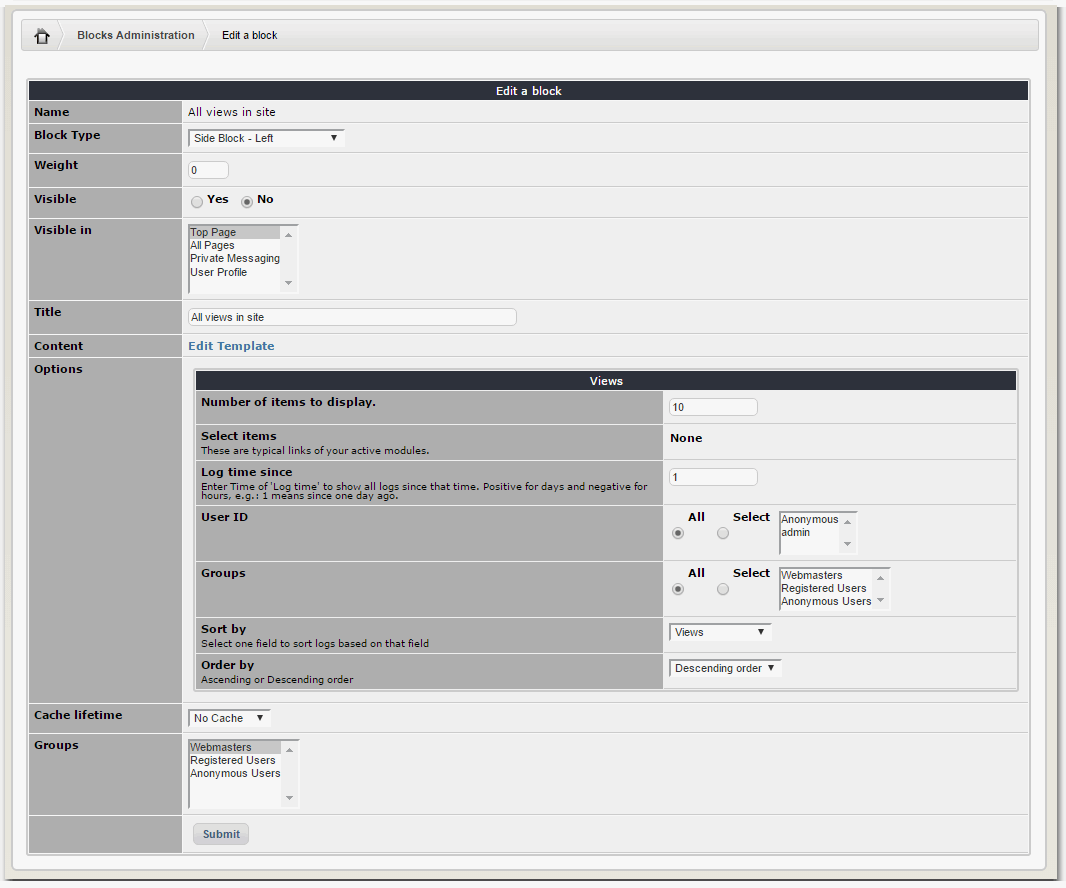 Blocks Administration Edit a block
Edit a block
Name All views in site
Block Type Side Block - Left
Weight 0
Visible Yes No
Visible in Top Page
All Pages
Private Messaging
User Profile
Title All views in site
Content Edit Template
Options
Views
Number of items to display. 10
Select items None
These are typical links of your active modules.
Log time since 1
Enter Time of 'Log time' to show all logs since that time. Positive for days and negative for
hours, e.g.: 1 means since one day ago.
User ID All Select Anonymous
admin
Groups All Select Webmasters
Registered Users
Anonymous Users
Sort by Views
Select one field to sort logs based on that field
Order by Descending order
Ascending or Descending order
Cache lifetime No Cache
Groups Webmasters
Registered Users
Anonymous Users
Submit